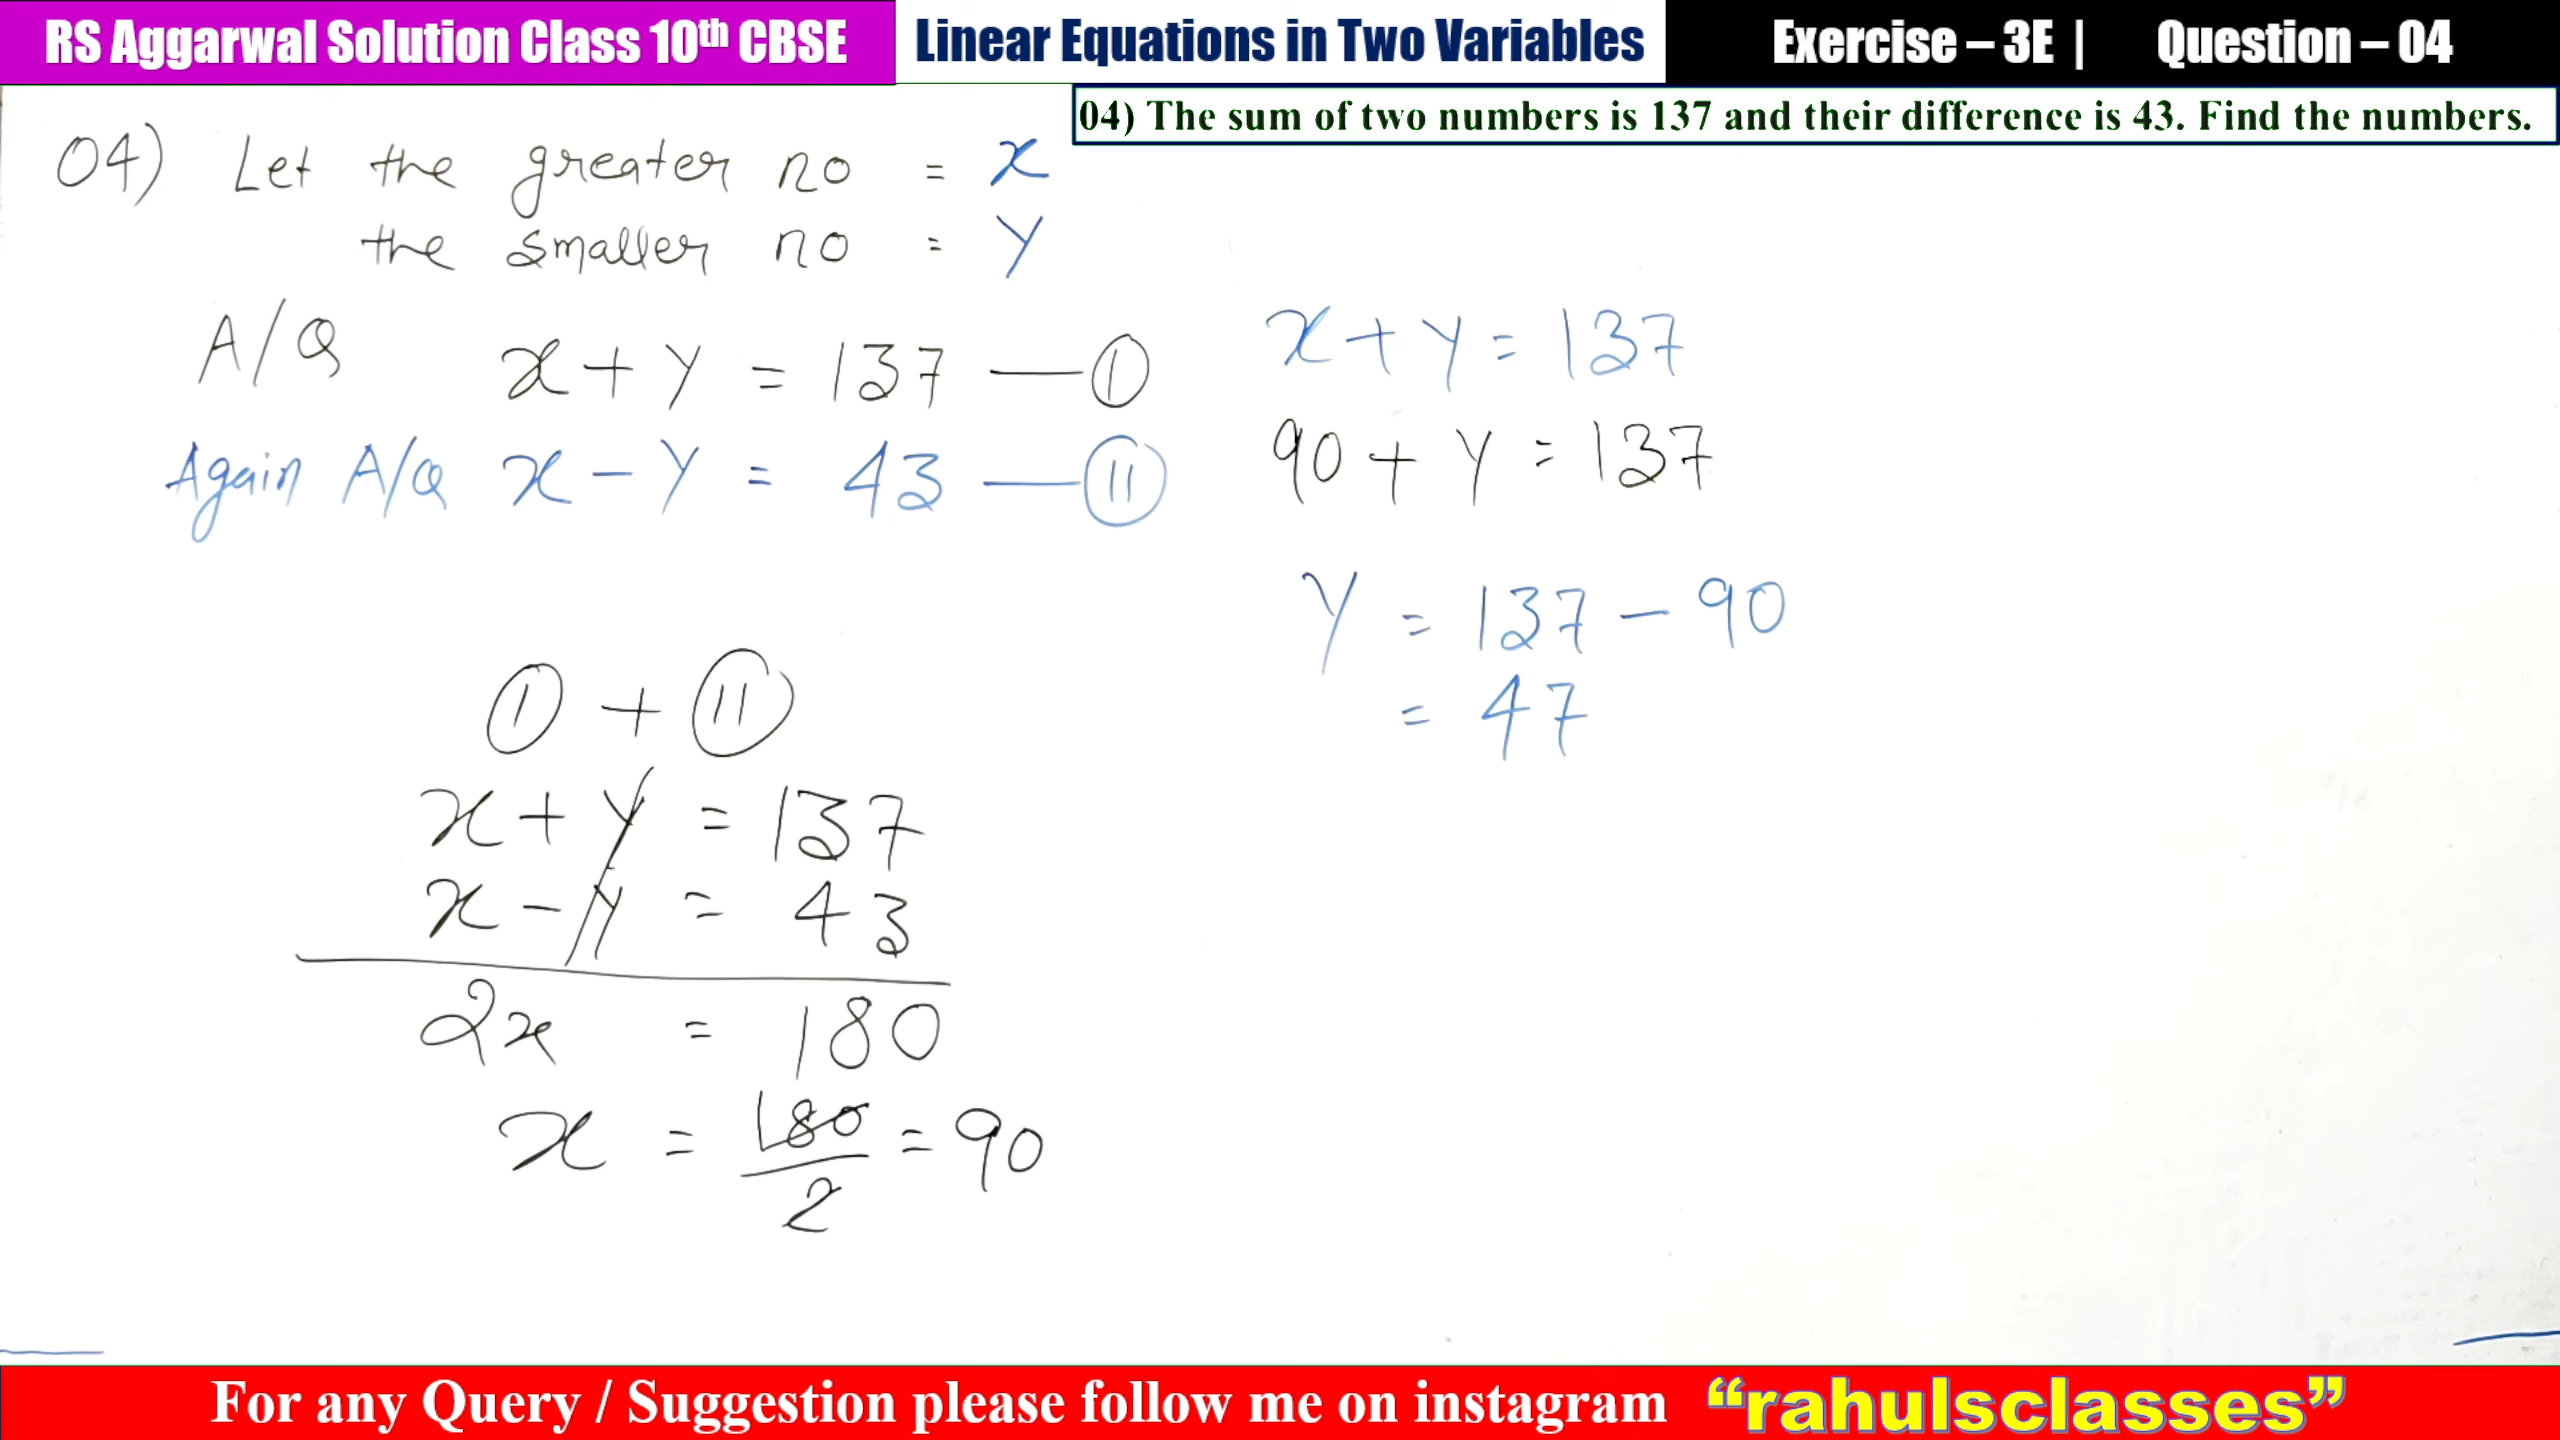 RS Aggarwal Solution Class 10th CBSE Linear Equations in Two Variables Exercise – 3E | Question – 04
04) The sum of two numbers is 137 and their difference is 43. Find the numbers.
04) Let the greater no = x
the smaller no = y
A/Q x + y = 137 — ①
Again A/Q x - y = 43 — ⑪
① + ⑪
x + y = 137
x - y = 43
2x = 180
x = 180/2 = 90
x + y = 137
90 + y = 137
y = 137 - 90
= 47
For any Query / Suggestion please follow me on instagram “rahulsclasses”